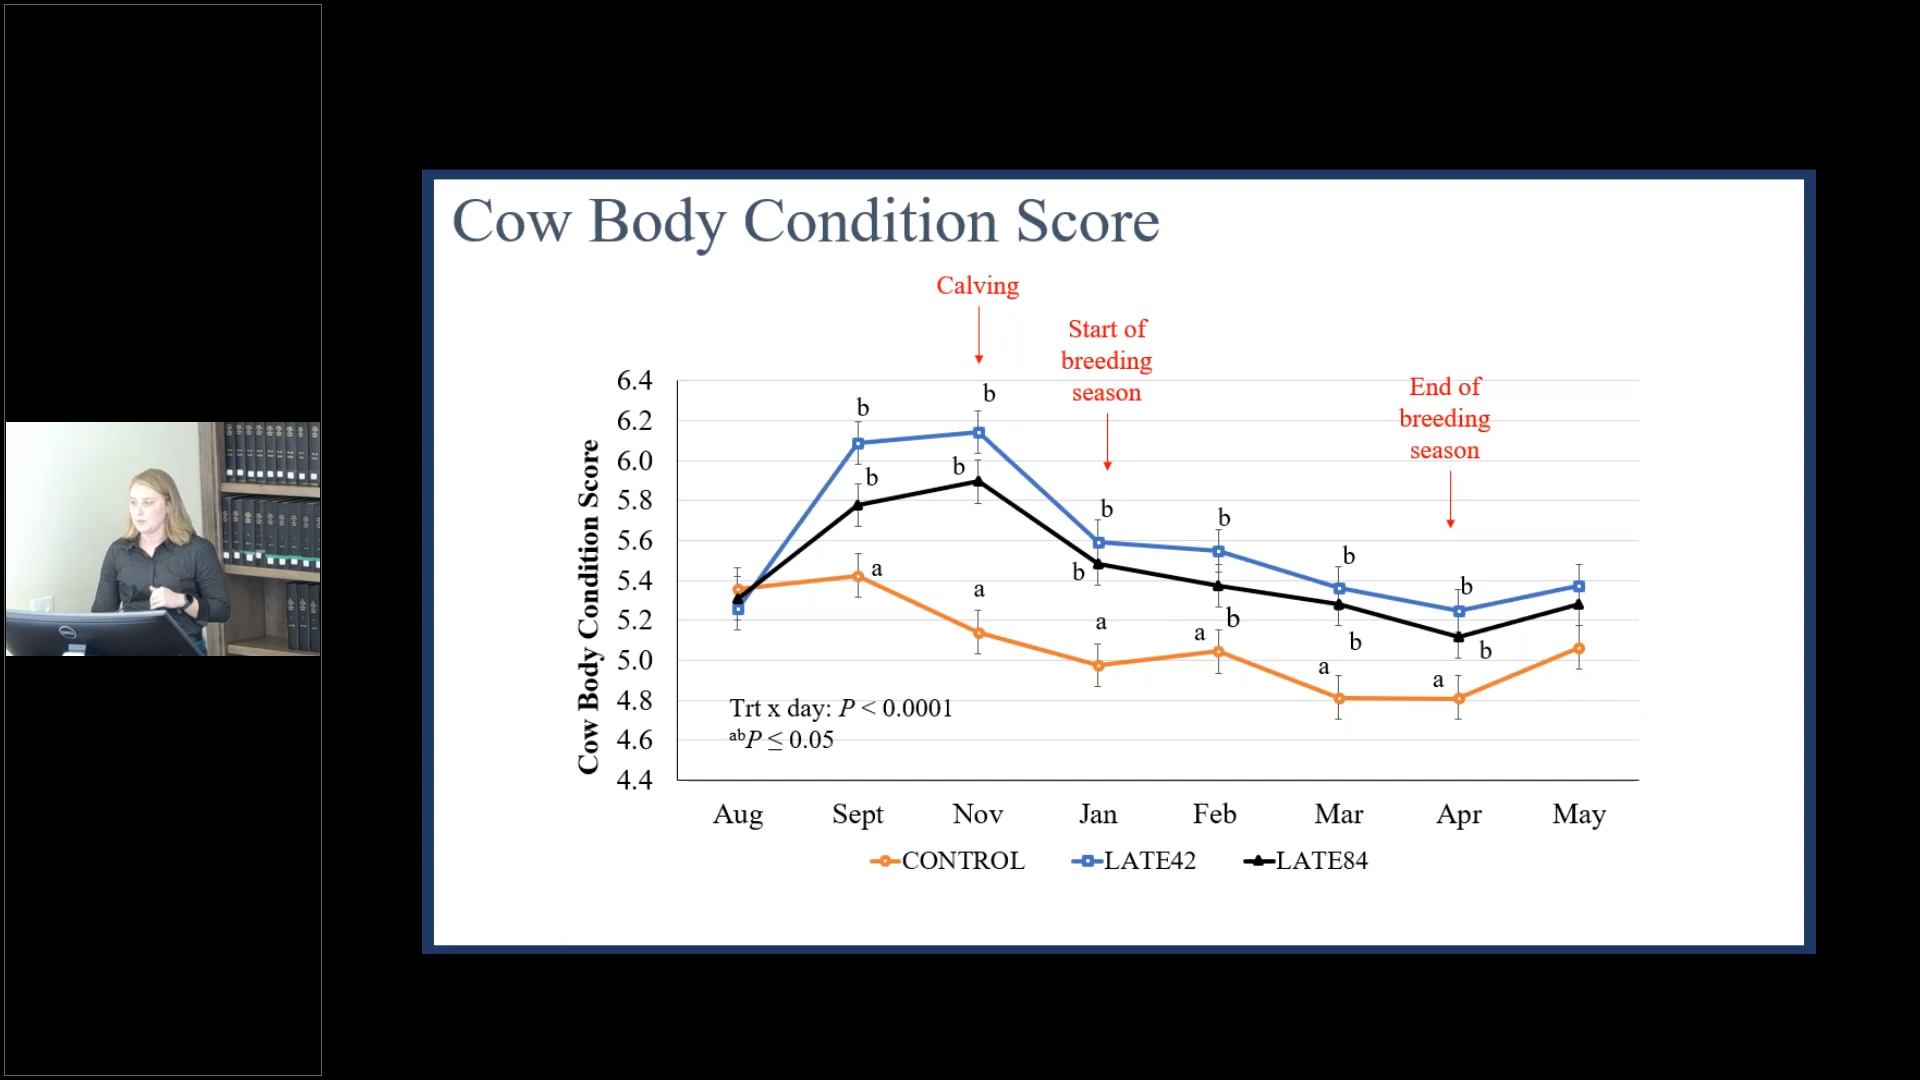 Cow Body Condition Score
Calving
Start of
breeding
season
End of
breeding
season
Cow Body Condition Score
6.4
6.2
6.0
5.8
5.6
5.4
5.2
5.0
4.8
4.6
4.4
b
b
b
b
a
a
b
b
a
b
b
a
b
b
a
b
b
a
Trt x day: P < 0.0001
ᵃᵇP ≤ 0.05
Aug Sept Nov Jan Feb Mar Apr May
CONTROL LATE42 LATE84
DELL